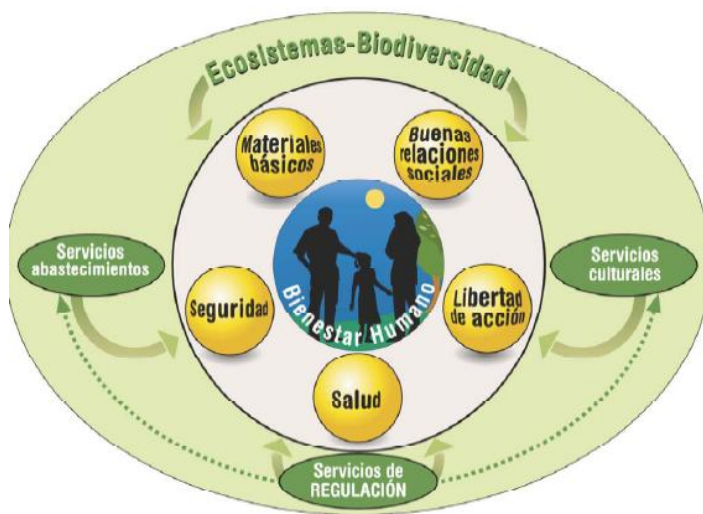 Ecosistemas-Biodiversidad
Materiales
básicos
Buenas
relaciones
sociales
Servicios
abastecimientos
Servicios
culturales
Seguridad
Bienestar Humano
Libertad
de acción
Salud
Servicios de
REGULACIÓN